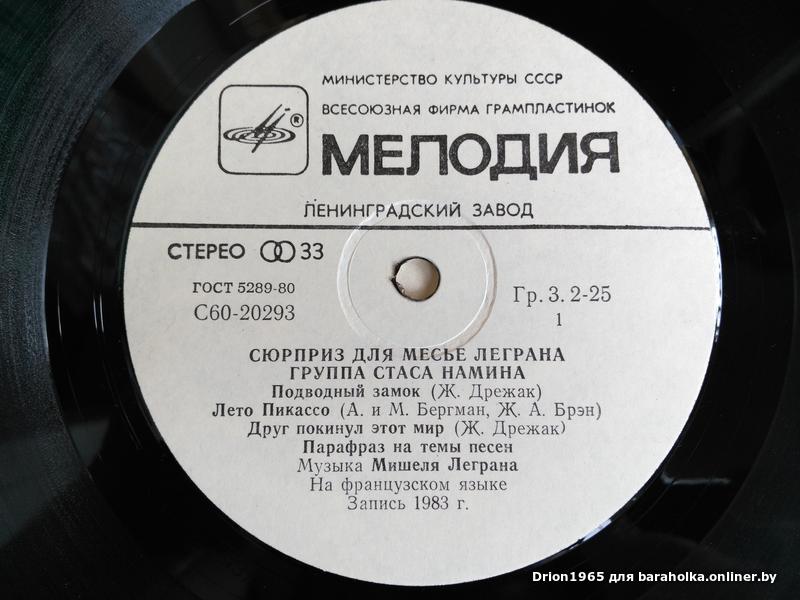 МИНИСТЕРСТВО КУЛЬТУРЫ СССР
ВСЕСОЮЗНАЯ ФИРМА ГРАМПЛАСТИНОК
®
МЕЛОДИЯ
ЛЕНИНГРАДСКИЙ ЗАВОД
СТЕРЕО 33
ГОСТ 5289-80
С60-20293
Гр. 3. 2-25
1
СЮРПРИЗ ДЛЯ МЕСЬЕ ЛЕГРАНА
ГРУППА СТАСА НАМИНА
Подводный замок (Ж. Дрежак)
Лето Пикассо (А. и М. Бергман, Ж. А. Брэн)
Друг покинул этот мир (Ж. Дрежак)
Парафраз на темы песен
Музыка Мишеля Леграна
На французском языке
Запись 1983 г.
Drion1965 для baraholka.onliner.by